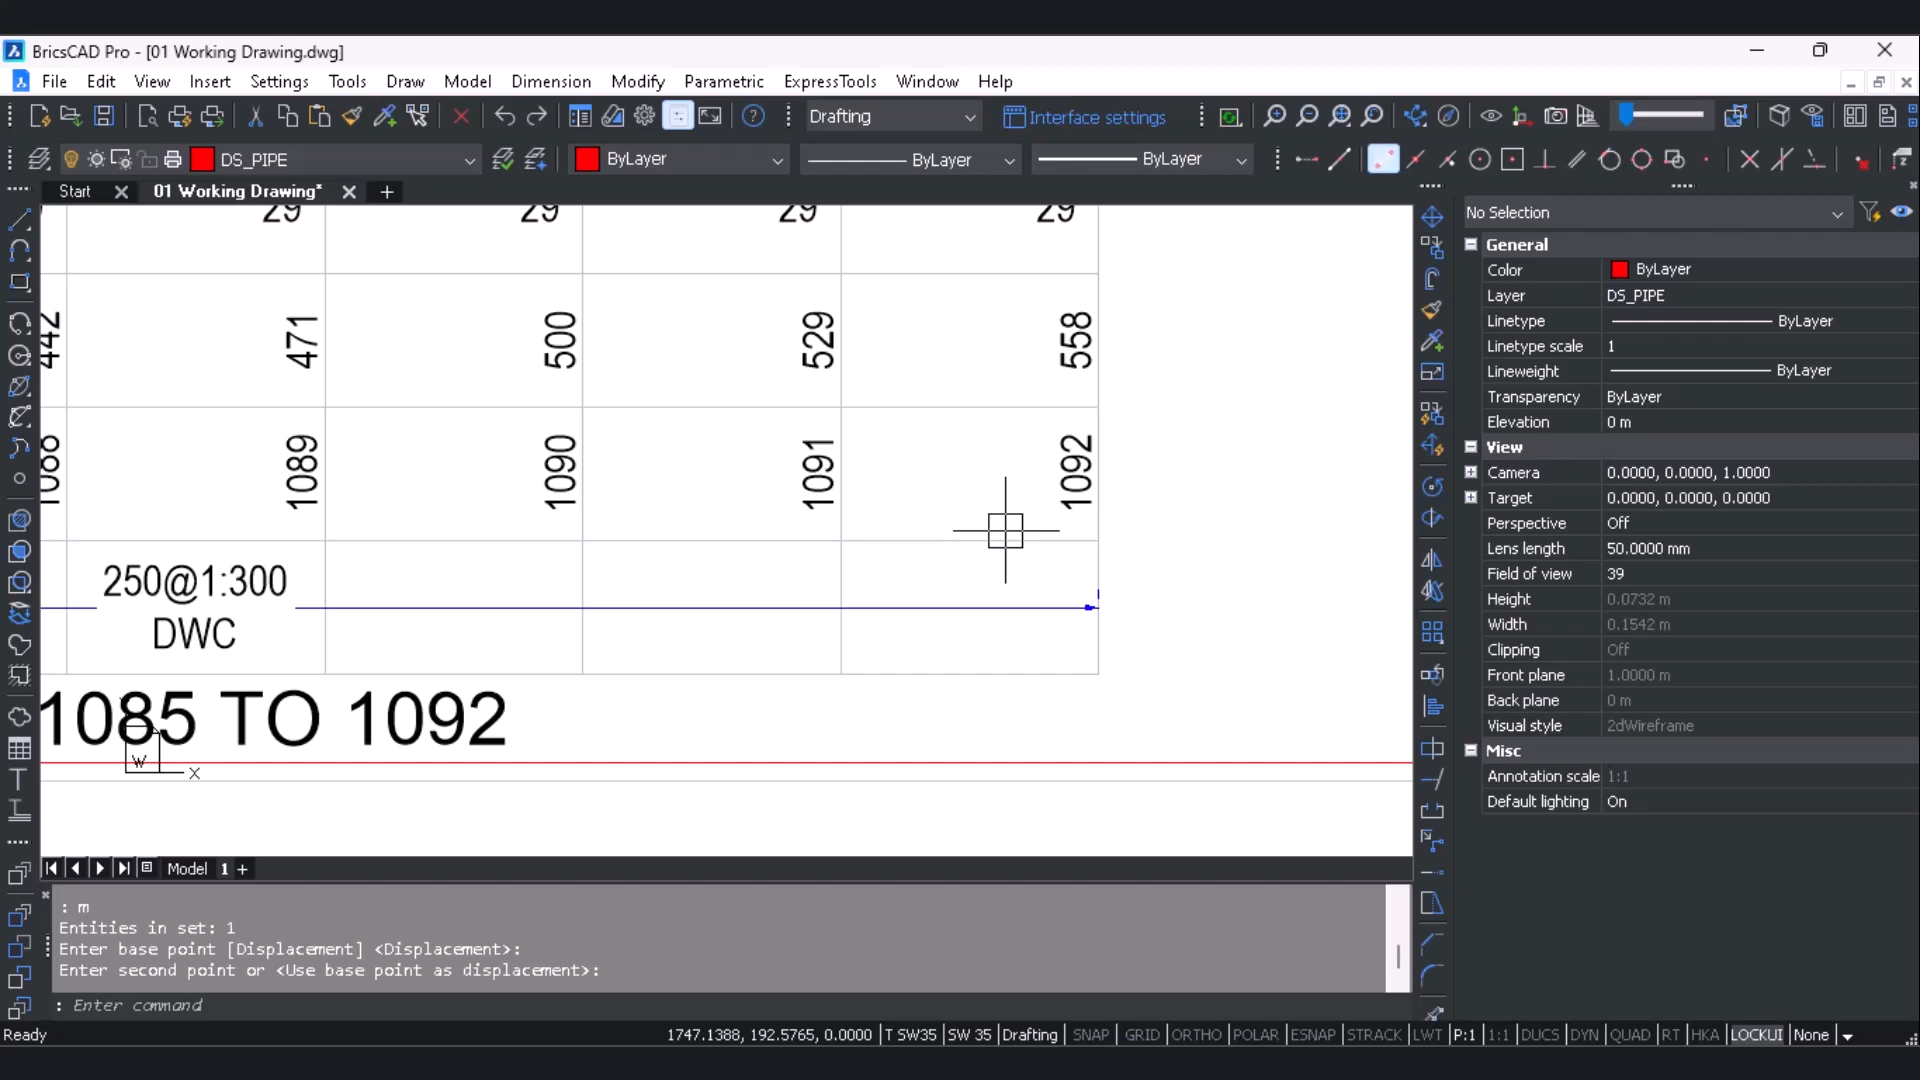 BricsCAD Pro - [01 Working Drawing.dwg]
File Edit View Insert Settings Tools Draw Model Dimension Modify Parametric ExpressTools Window Help
Drafting Interface settings
DS_PIPE ByLayer ByLayer ByLayer
Start 01 Working Drawing*
29 29 29 29
442 471 500 529 558
1088 1089 1090 1091 1092
250@1:300
DWC
1085 TO 1092
W X
Model 1 +
: m
Entities in set: 1
Enter base point [Displacement] <Displacement>:
Enter second point or <Use base point as displacement>:
: Enter command
Ready 1747.1388, 192.5765, 0.0000 T SW35 SW 35 Drafting SNAP GRID ORTHO POLAR ESNAP STRACK LWT P:1 1:1 DUCS DYN QUAD RT HKA LOCKUI None
No Selection
General
Color ByLayer
Layer DS_PIPE
Linetype ByLayer
Linetype scale 1
Lineweight ByLayer
Transparency ByLayer
Elevation 0 m
View
Camera 0.0000, 0.0000, 1.0000
Target 0.0000, 0.0000, 0.0000
Perspective Off
Lens length 50.0000 mm
Field of view 39
Height 0.0732 m
Width 0.1542 m
Clipping Off
Front plane 1.0000 m
Back plane 0 m
Visual style 2dWireframe
Misc
Annotation scale 1:1
Default lighting On